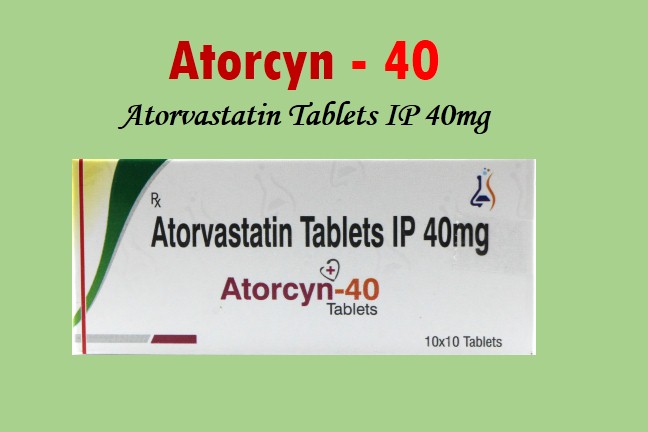 Atorcyn - 40
Atorvastatin Tablets IP 40mg
Rx
Atorvastatin Tablets IP 40mg
Atorcyn-40
Tablets
10x10 Tablets